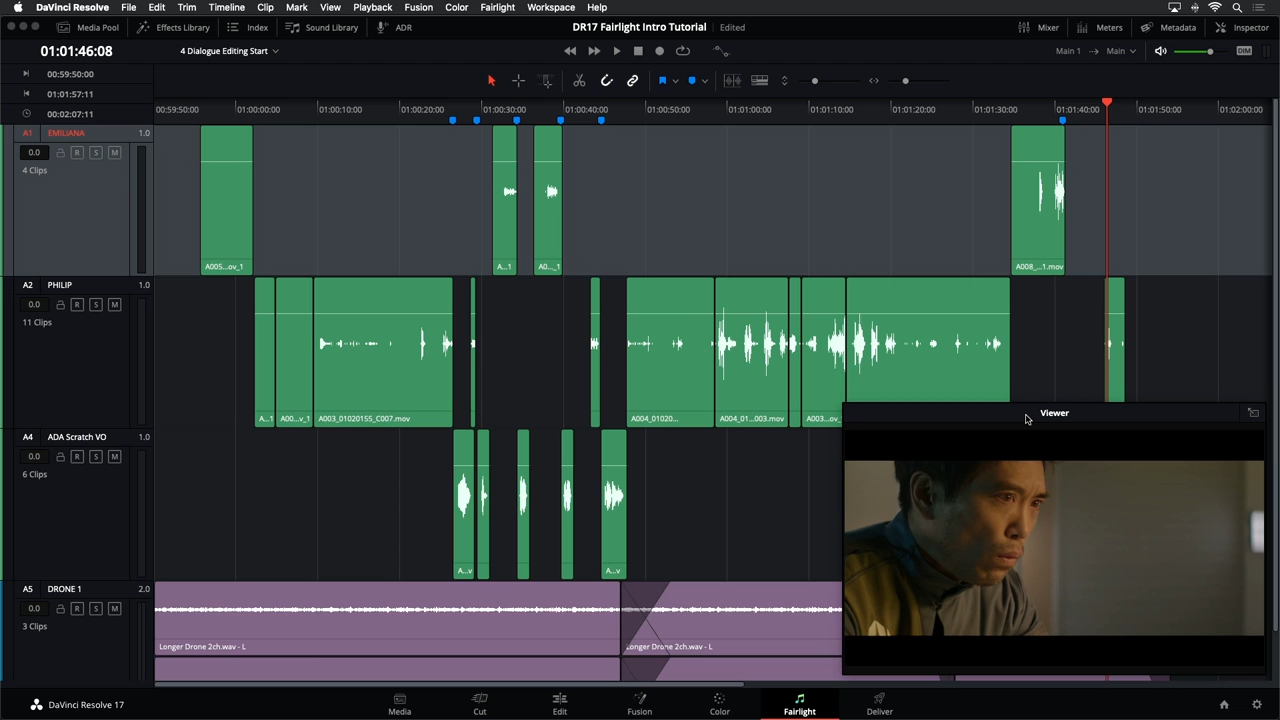 DaVinci Resolve File Edit Trim Timeline Clip Mark View Playback Fusion Color Fairlight Workspace Help
Media Pool Effects Library Index Sound Library ADR DR17 Fairlight Intro Tutorial Edited Mixer Meters Metadata Inspector
01:01:46:08 4 Dialogue Editing Start Main 1 Main DIM
00:59:50:00
01:01:57:11
00:02:07:11
00:59:50:00 01:00:00:00 01:00:10:00 01:00:20:00 01:00:30:00 01:00:40:00 01:00:50:00 01:01:00:00 01:01:10:00 01:01:20:00 01:01:30:00 01:01:40:00 01:01:50:00 01:02:00:00
A1 EMILIANA 1.0
0.0 R S M
4 Clips
A005...ov_1 A...1 A0..._1 A008_...1.mov
A2 PHILIP 1.0
0.0 R S M
11 Clips
A...1 A00...v_1 A003_01020155_C007.mov A004_01020... A004_01...003.mov A003...ov
Viewer
A4 ADA Scratch VO 1.0
0.0 R S M
6 Clips
A...v A...v
A5 DRONE 1 2.0
0.0 R S M
3 Clips
Longer Drone 2ch.wav - L Longer Drone 2ch.wav - L
DaVinci Resolve 17 Media Cut Edit Fusion Color Fairlight Deliver